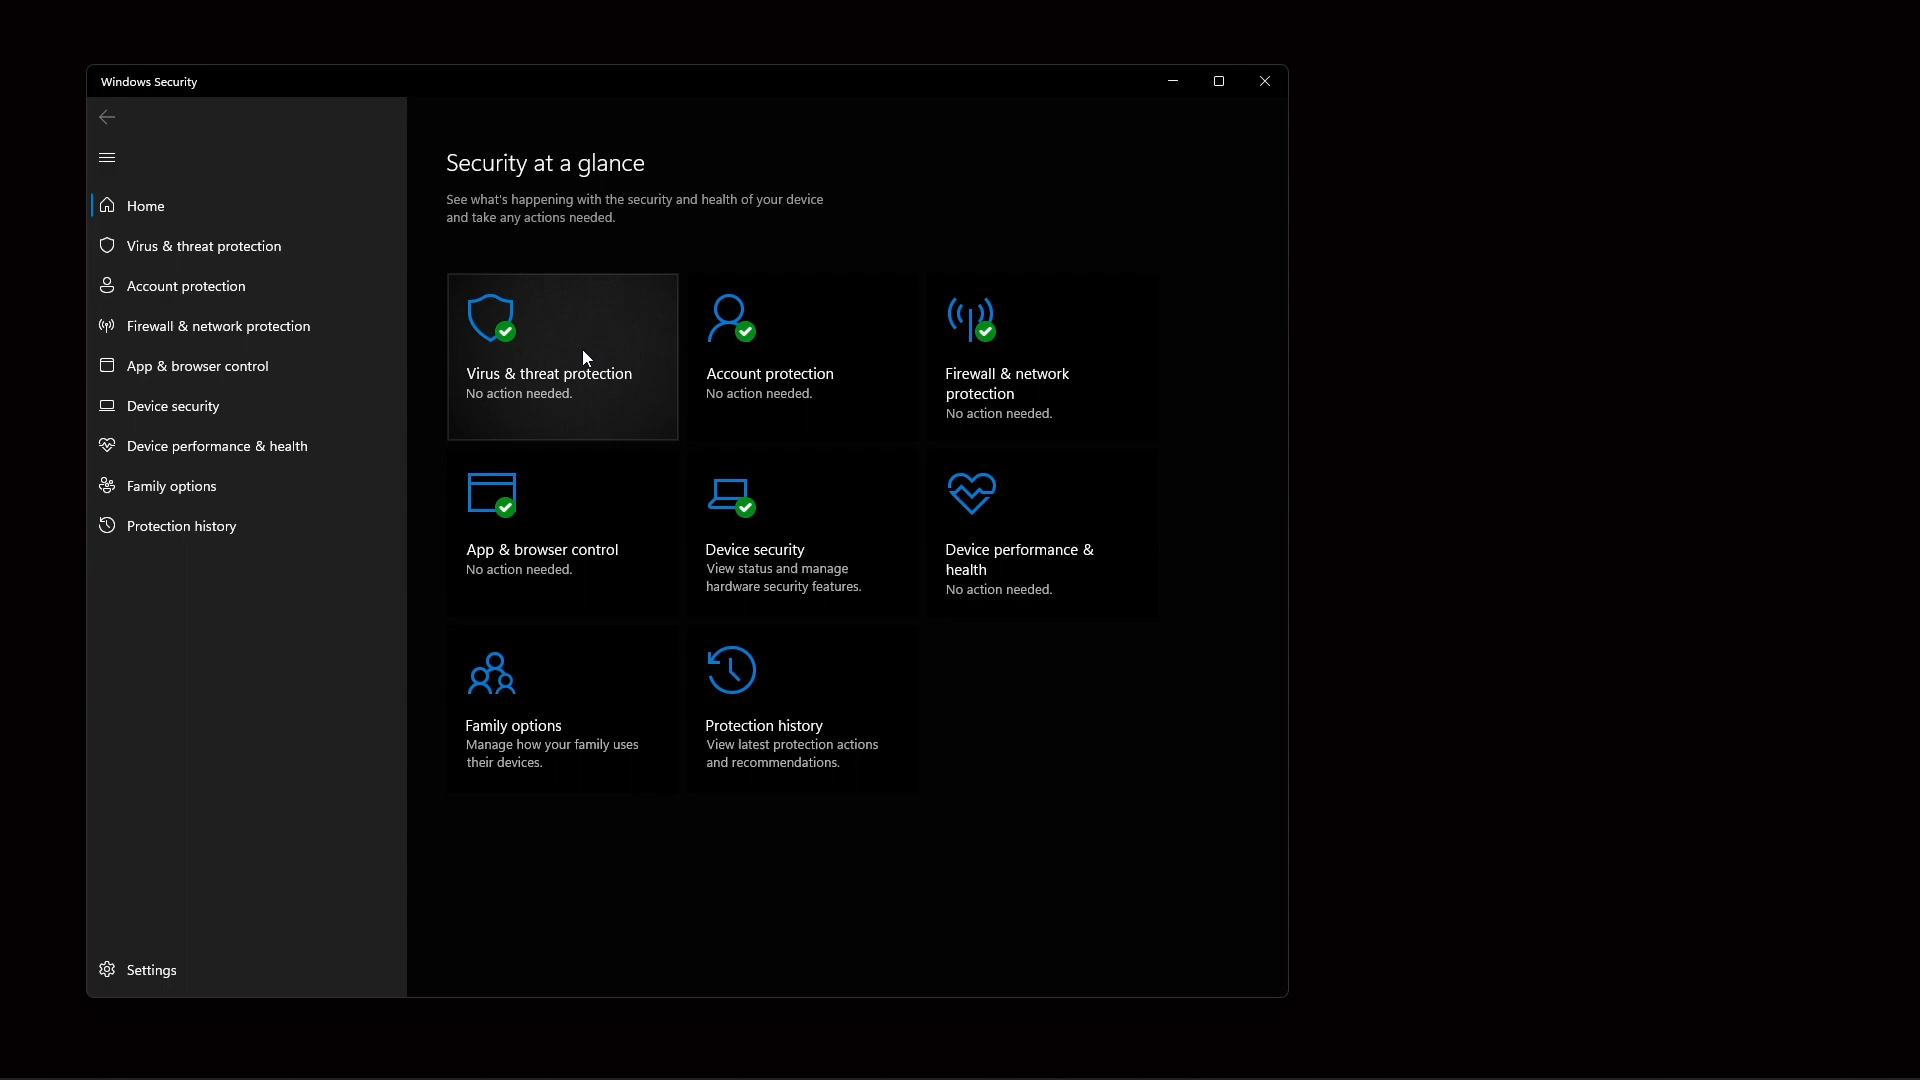 Windows Security
Home
Virus & threat protection
Account protection
Firewall & network protection
App & browser control
Device security
Device performance & health
Family options
Protection history
Settings
Security at a glance
See what's happening with the security and health of your device
and take any actions needed.
Virus & threat protection
No action needed.
Account protection
No action needed.
Firewall & network
protection
No action needed.
App & browser control
No action needed.
Device security
View status and manage
hardware security features.
Device performance &
health
No action needed.
Family options
Manage how your family uses
their devices.
Protection history
View latest protection actions
and recommendations.